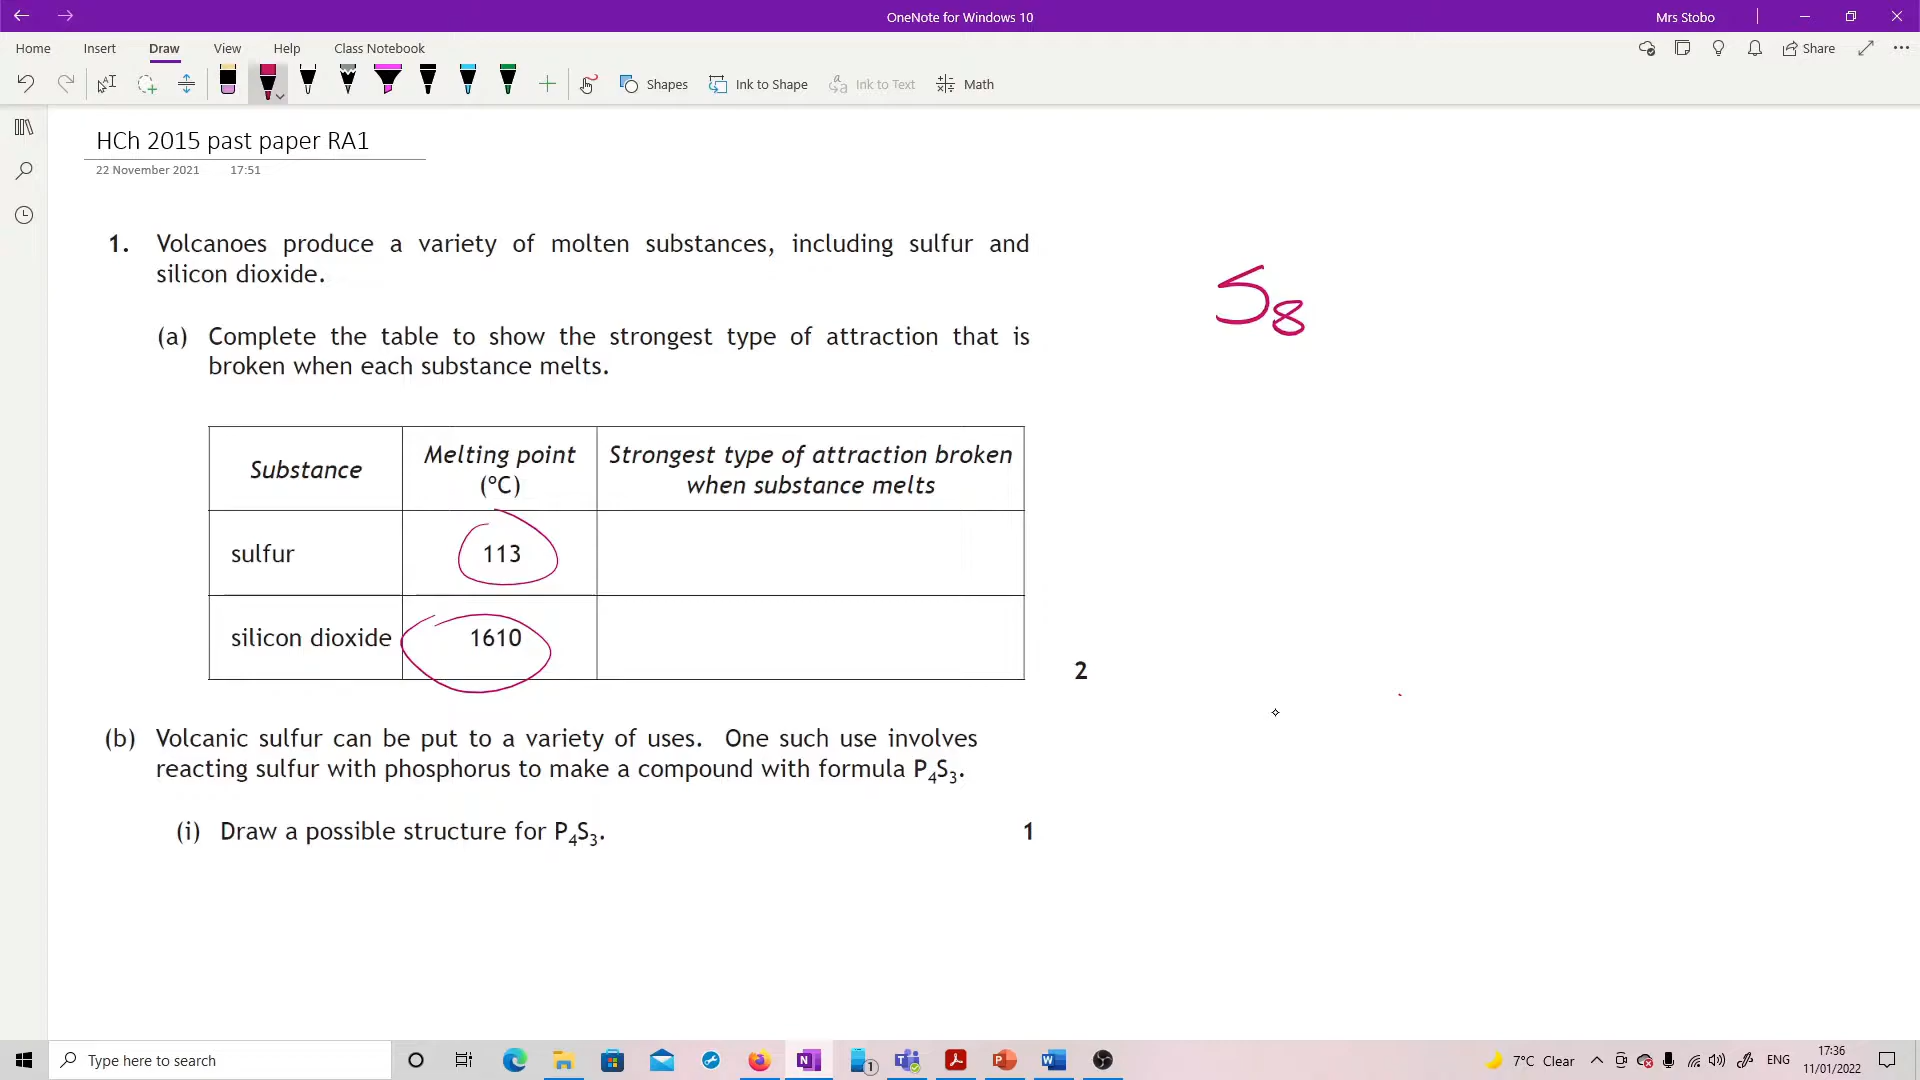 OneNote for Windows 10
Mrs Stobo
Home Insert Draw View Help Class Notebook
Share
Shapes Ink to Shape Ink to Text Math
HCh 2015 past paper RA1
22 November 2021 17:51
1. Volcanoes produce a variety of molten substances, including sulfur and
silicon dioxide.
S₈
(a) Complete the table to show the strongest type of attraction that is
broken when each substance melts.
Substance
Melting point
(°C)
Strongest type of attraction broken
when substance melts
sulfur 113
silicon dioxide 1610
2
(b) Volcanic sulfur can be put to a variety of uses. One such use involves
reacting sulfur with phosphorus to make a compound with formula P₄S₃.
(i) Draw a possible structure for P₄S₃. 1
Type here to search
7°C Clear
ENG
17:36
11/01/2022